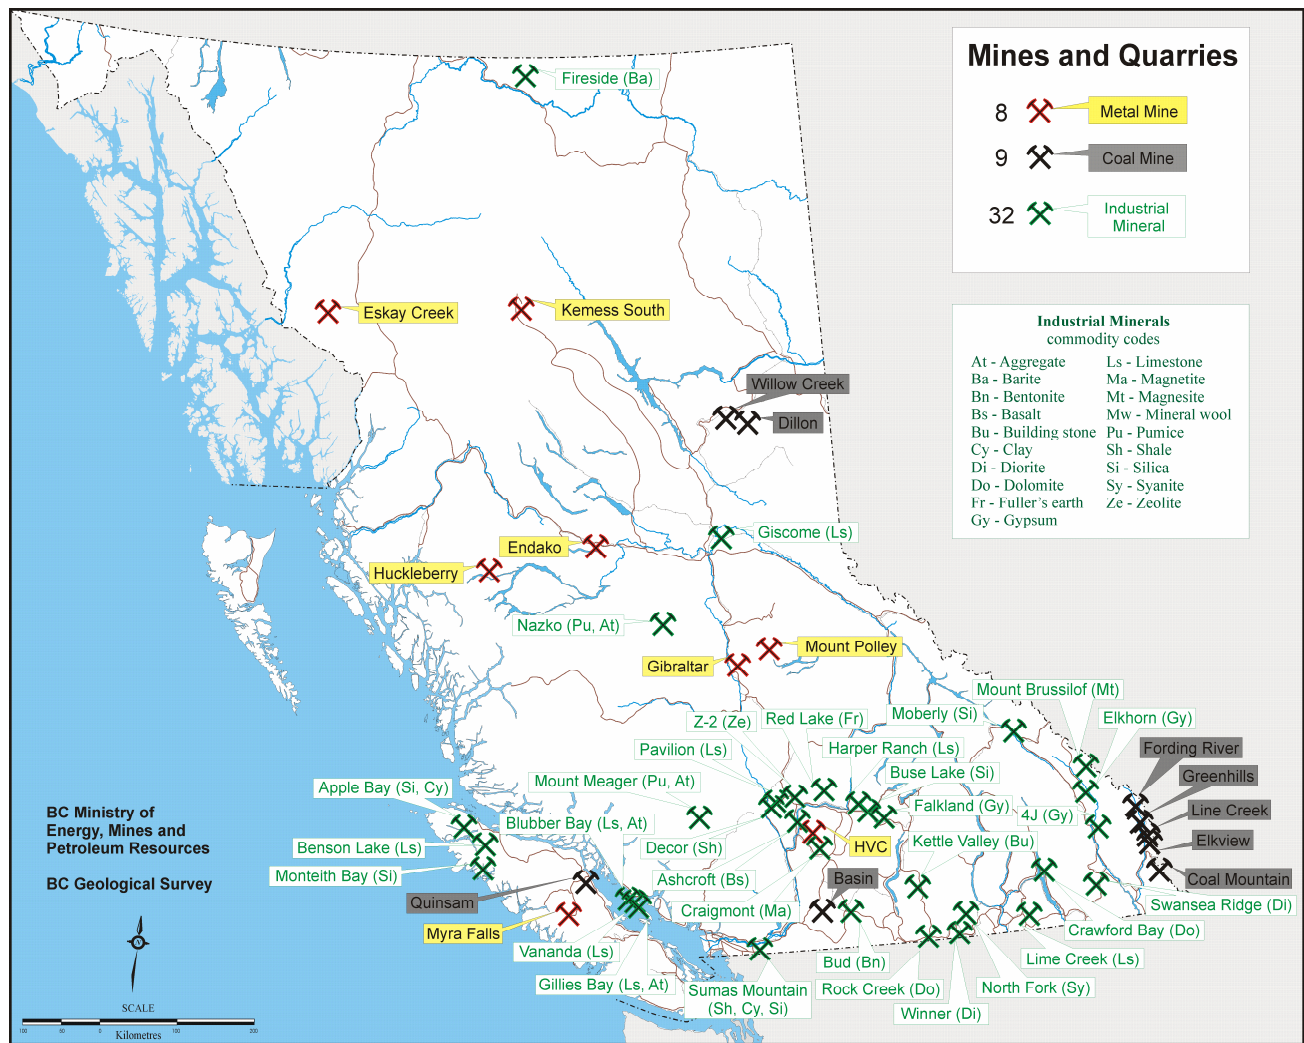 Mines and Quarries
8 Metal Mine
9 Coal Mine
32 Industrial
Mineral
Industrial Minerals
commodity codes
At - Aggregate
Ba - Barite
Bn - Bentonite
Bs - Basalt
Bu - Building stone
Cy - Clay
Di - Diorite
Do - Dolomite
Fr - Fuller's earth
Gy - Gypsum
Ls - Limestone
Ma - Magnetite
Mt - Magnesite
Mw - Mineral wool
Pu - Pumice
Sh - Shale
Si - Silica
Sy - Syanite
Ze - Zeolite
Fireside (Ba)
Eskay Creek
Kemess South
Willow Creek
Dillon
Giscome (Ls)
Endako
Huckleberry
Nazko (Pu, At)
Mount Polley
Gibraltar
Mount Brussilof (Mt)
Elkhorn (Gy)
Moberly (Si)
Z-2 (Ze)
Red Lake (Fr)
Pavilion (Ls)
Harper Ranch (Ls)
Fording River
Buse Lake (Si)
Greenhills
Mount Meager (Pu, At)
Apple Bay (Si, Cy)
Falkland (Gy)
4J (Gy)
Line Creek
Blubber Bay (Ls, At)
Kettle Valley (Bu)
Elkview
Benson Lake (Ls)
Decor (Sh)
HVC
Monteith Bay (Si)
Ashcroft (Bs)
Basin
Coal Mountain
Quinsam
Craigmont (Ma)
Swansea Ridge (Di)
Myra Falls
Crawford Bay (Do)
Vananda (Ls)
Bud (Bn)
Lime Creek (Ls)
Gillies Bay (Ls, At)
Sumas Mountain
(Sh, Cy, Si)
Rock Creek (Do)
North Fork (Sy)
Winner (Di)
BC Ministry of
Energy, Mines and
Petroleum Resources
BC Geological Survey
N
SCALE
100 50 0 100 200
Kilometres